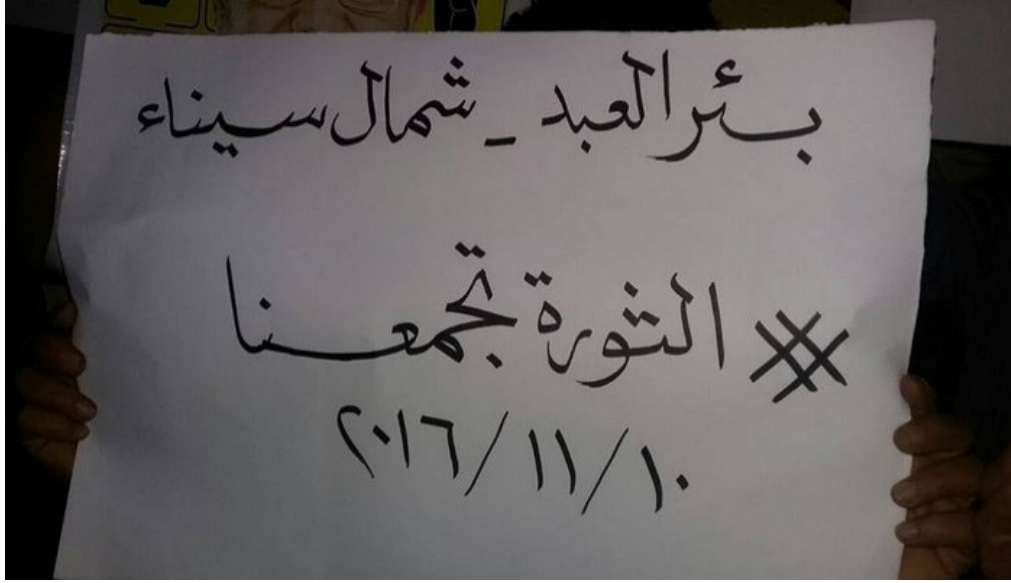 بئر العبد _ شمال سيناء
# الثورة تجمعنا
٢٠١٦/١١/١٠